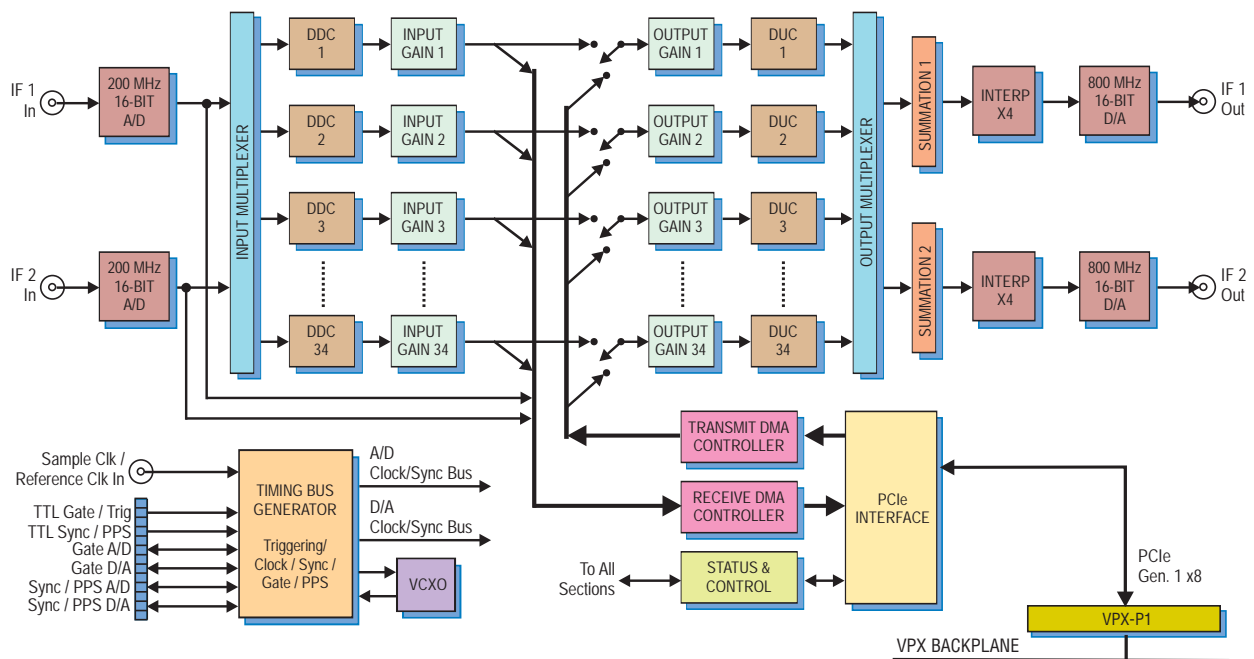 IF 1
In
200 MHz
16-BIT
A/D
IF 2
In
200 MHz
16-BIT
A/D
INPUT MULTIPLEXER
DDC
1
INPUT
GAIN 1
DDC
2
INPUT
GAIN 2
DDC
3
INPUT
GAIN 3
DDC
34
INPUT
GAIN 34
OUTPUT
GAIN 1
DUC
1
OUTPUT
GAIN 2
DUC
2
OUTPUT
GAIN 3
DUC
3
OUTPUT
GAIN 34
DUC
34
OUTPUT MULTIPLEXER
SUMMATION 1
INTERP
X4
800 MHz
16-BIT
D/A
IF 1
Out
SUMMATION 2
INTERP
X4
800 MHz
16-BIT
D/A
IF 2
Out
Sample Clk /
Reference Clk In
TTL Gate / Trig
TTL Sync / PPS
Gate A/D
Gate D/A
Sync / PPS A/D
Sync / PPS D/A
TIMING BUS
GENERATOR
Triggering/
Clock / Sync /
Gate / PPS
A/D
Clock/Sync Bus
D/A
Clock/Sync Bus
VCXO
TRANSMIT DMA
CONTROLLER
RECEIVE DMA
CONTROLLER
To All
Sections
STATUS &
CONTROL
PCIe
INTERFACE
PCIe
Gen. 1 x8
VPX-P1
VPX BACKPLANE